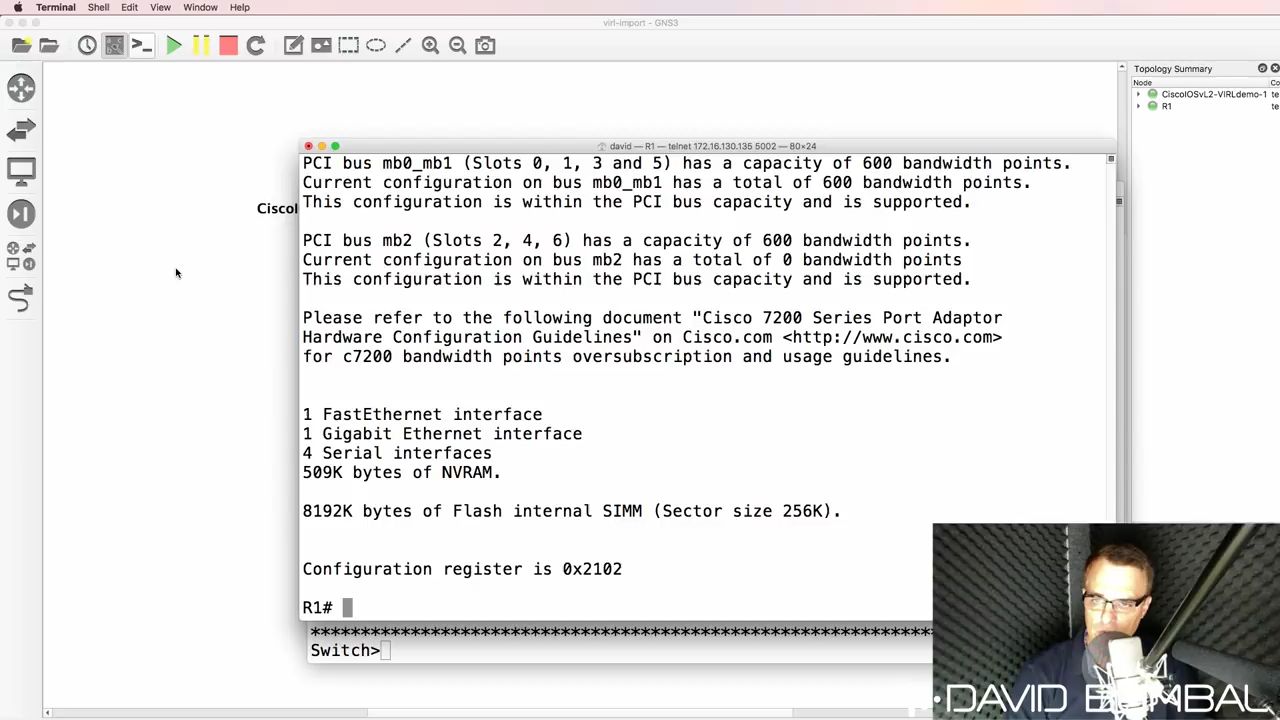 Terminal Shell Edit View Window Help
virl-import - GNS3
Topology Summary
Node Co
CiscoIOSvL2-VIRLdemo-1 te
R1 te
david — R1 — telnet 172.16.130.135 5002 — 80×24
PCI bus mb0_mb1 (Slots 0, 1, 3 and 5) has a capacity of 600 bandwidth points.
Current configuration on bus mb0_mb1 has a total of 600 bandwidth points.
This configuration is within the PCI bus capacity and is supported.
CiscoI
PCI bus mb2 (Slots 2, 4, 6) has a capacity of 600 bandwidth points.
Current configuration on bus mb2 has a total of 0 bandwidth points
This configuration is within the PCI bus capacity and is supported.
Please refer to the following document "Cisco 7200 Series Port Adaptor
Hardware Configuration Guidelines" on Cisco.com <http://www.cisco.com>
for c7200 bandwidth points oversubscription and usage guidelines.
1 FastEthernet interface
1 Gigabit Ethernet interface
4 Serial interfaces
509K bytes of NVRAM.
8192K bytes of Flash internal SIMM (Sector size 256K).
Configuration register is 0x2102
R1#
**************************************************************
Switch>
DAVID BOMBAL